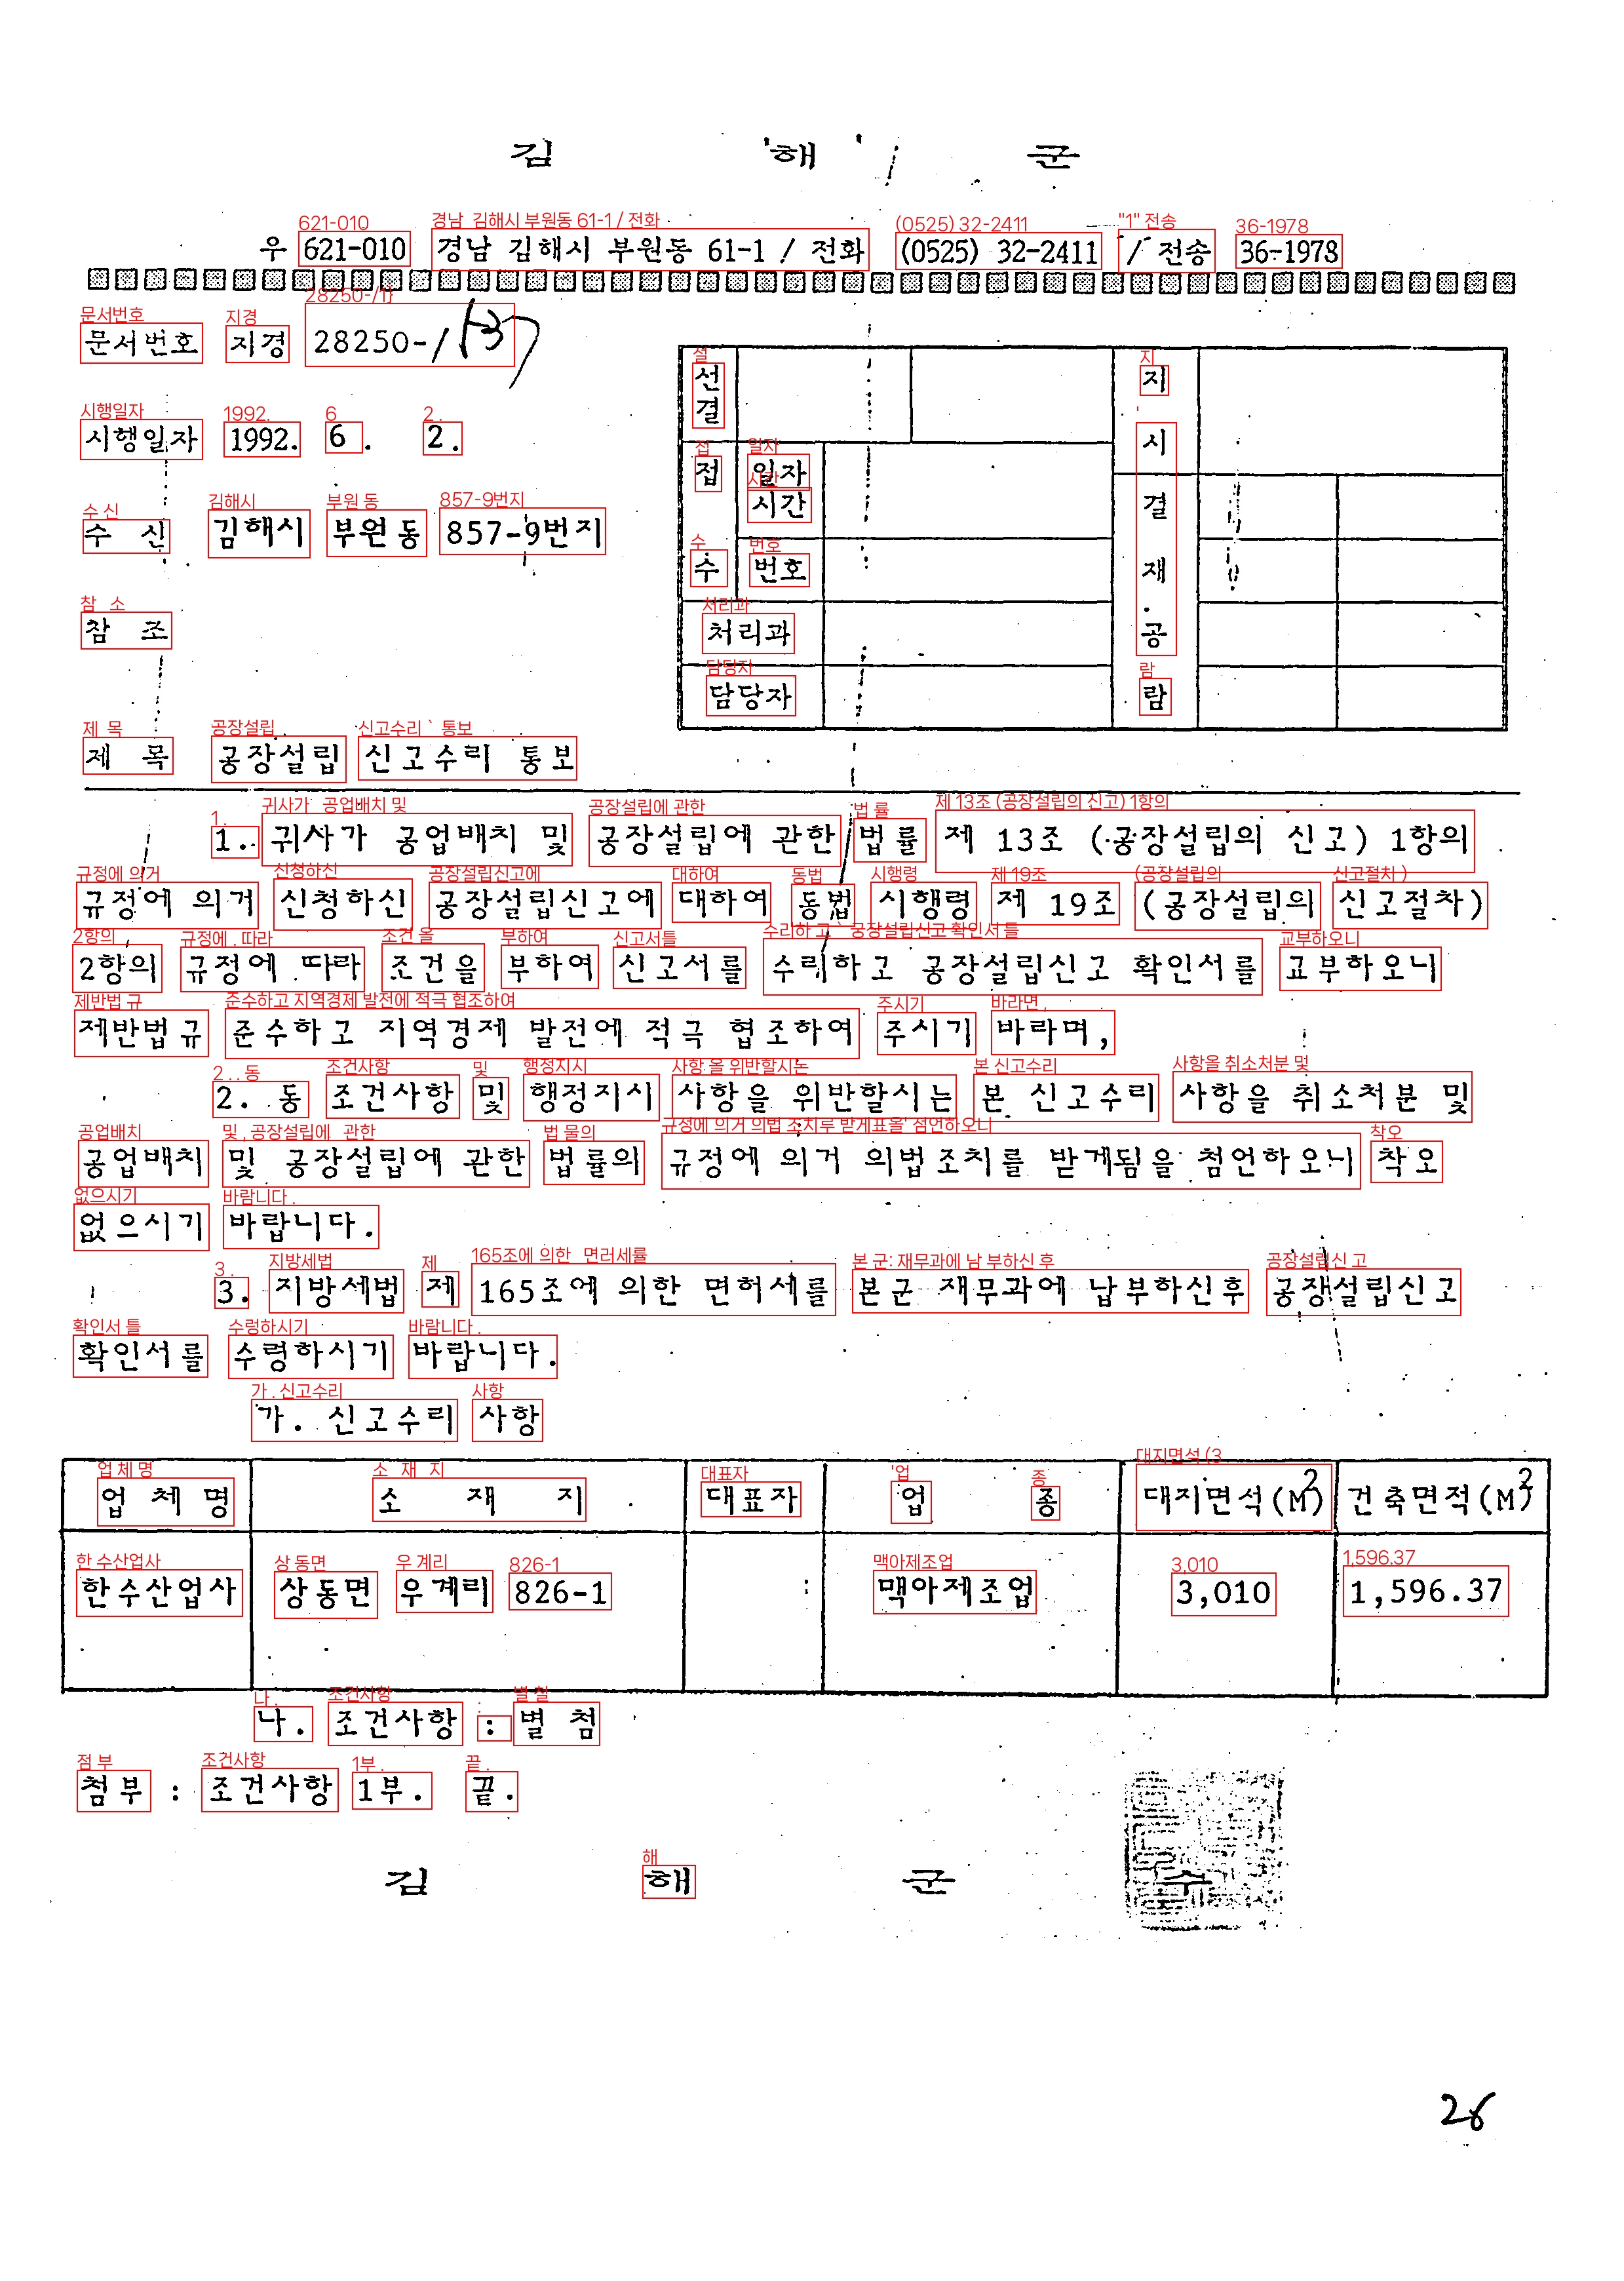 김 해 군
우 621-010 경남 김해시 부원동 61-1 / 전화 (0525) 32-2411 / 전송 36-1978
문서번호 지경 28250-
시행일자 1992. 6. 2.
수 신 김해시 부원동 857-9번지
참 조
선결 지시
접수 일자 시간 결재·공람
번호
처리과
담당자
제 목 공장설립 신고수리 통보
1. 귀사가 공업배치 및 공장설립에 관한 법률 제 13조 (공장설립의 신고) 1항의
규정에 의거 신청하신 공장설립신고에 대하여 동법 시행령 제 19조 (공장설립의 신고절차)
2항의 규정에 따라 조건을 부하여 신고서를 수리하고 공장설립신고 확인서를 교부하오니
제반법규 준수하고 지역경제 발전에 적극 협조하여 주시기 바라며,
2. 동 조건사항 및 행정지시 사항을 위반할시는 본 신고수리 사항을 취소처분 및
공업배치 및 공장설립에 관한 법률의 규정에 의거 의법조치를 받게됨을 첨언하오니 착오
없으시기 바랍니다.
3. 지방세법 제 165조에 의한 면허세를 본군 재무과에 납부하신후 공장설립신고
확인서를 수령하시기 바랍니다.
가. 신고수리 사항
업 체 명 소 재 지 대표자 업 종 대지면석(M2) 건축면적(M2)
한수산업사 상동면 우계리 826-1 맥아제조업 3,010 1,596.37
나. 조건사항 : 별 첨
첨부 : 조건사항 1부. 끝.
김 해 군 수
26